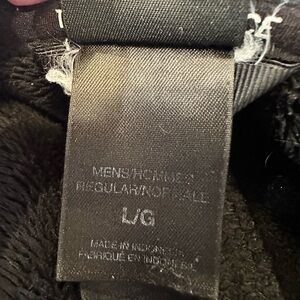 MENS/HOMMES
REGULAR/NORMALE
L/G
MADE IN INDONESIA
FABRIQUÉ EN INDONÉSIE